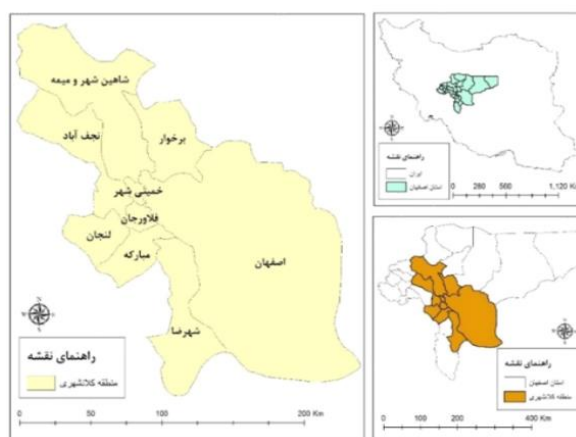 شاهین شهر و میمه
نجف آباد
برخوار
خمینی شهر
فلاورجان
لنجان
مبارکه
اصفهان
شهرضا
راهنمای نقشه
منطقه کلانشهری
0 50 100 200 Km
راهنمای نقشه
ایران
استان اصفهان
0 280 560 1,120 Km
راهنمای نقشه
استان اصفهان
منطقه کلانشهری
0 100 200 400 Km